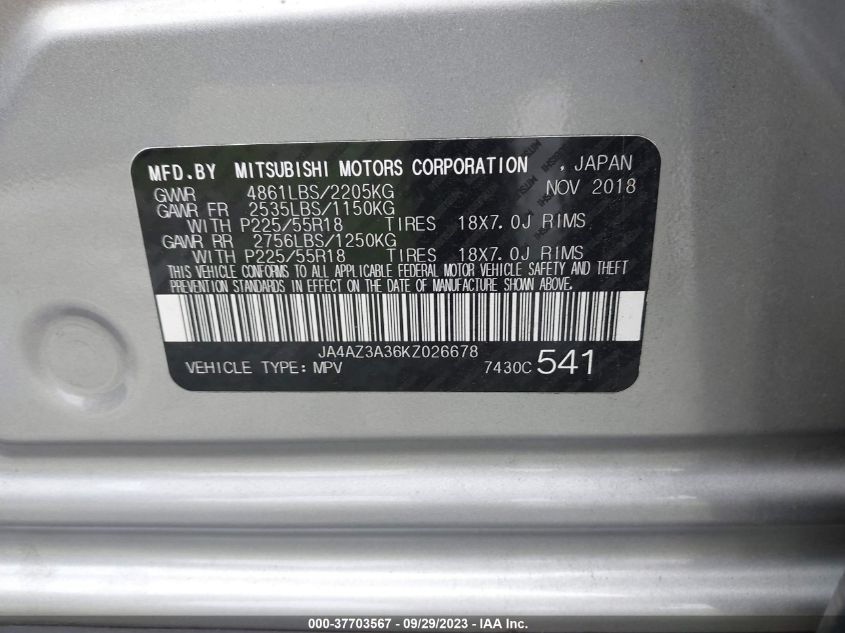 MFD.BY MITSUBISHI MOTORS CORPORATION , JAPAN
GVWR 4861LBS/2205KG NOV 2018
GAWR FR 2535LBS/1150KG
WITH P225/55R18 TIRES 18X7.0J RIMS
GAWR RR 2756LBS/1250KG
WITH P225/55R18 TIRES 18X7.0J RIMS
THIS VEHICLE CONFORMS TO ALL APPLICABLE FEDERAL MOTOR VEHICLE SAFETY AND THEFT
PREVENTION STANDARDS IN EFFECT ON THE DATE OF MANUFACTURE SHOWN ABOVE.
JA4AZ3A36KZ026678
VEHICLE TYPE: MPV 7430C 541
000-37703567 - 09/29/2023 - IAA Inc.